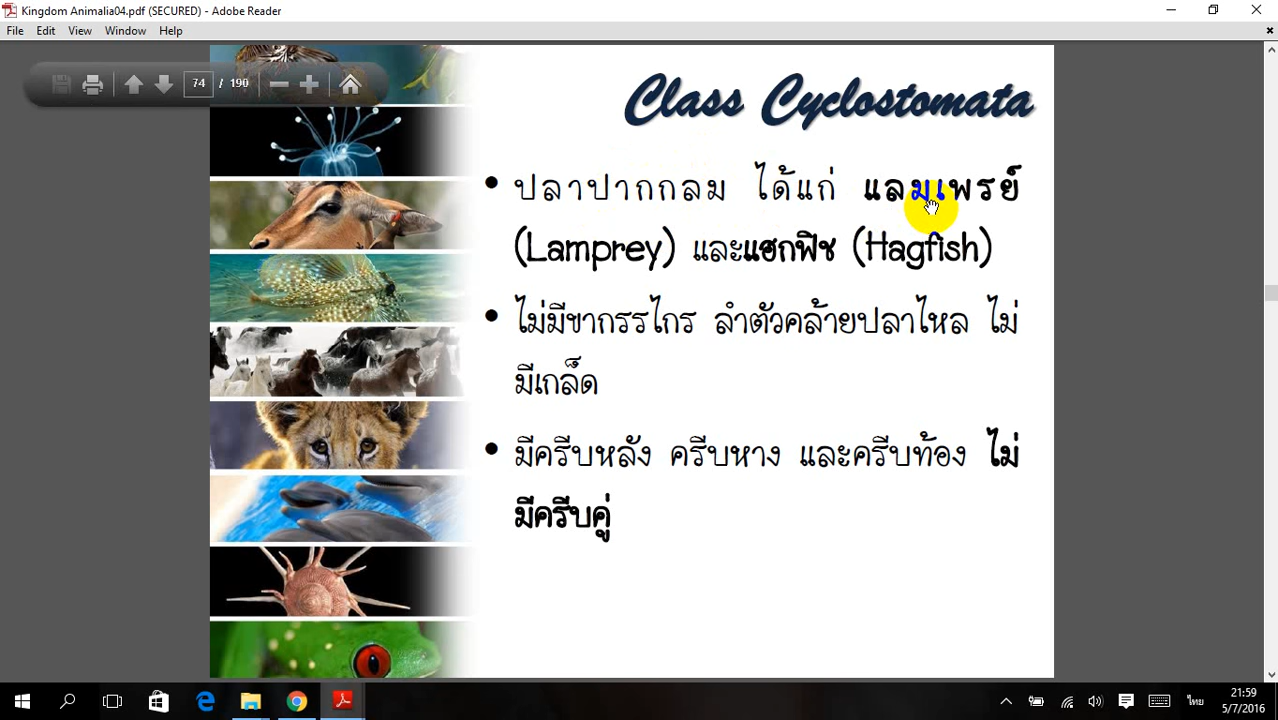 Kingdom Animalia04.pdf (SECURED) - Adobe Reader
File Edit View Window Help
74 / 190
Class Cyclostomata
• ปลาปากกลม ได้แก่ แลมเพรย์
(Lamprey) และแฮกฟิช (Hagfish)
• ไม่มีขากรรไกร ลำตัวคล้ายปลาไหล ไม่
มีเกล็ด
• มีครีบหลัง ครีบหาง และครีบท้อง ไม่
มีครีบคู่
ไทย
21:59
5/7/2016